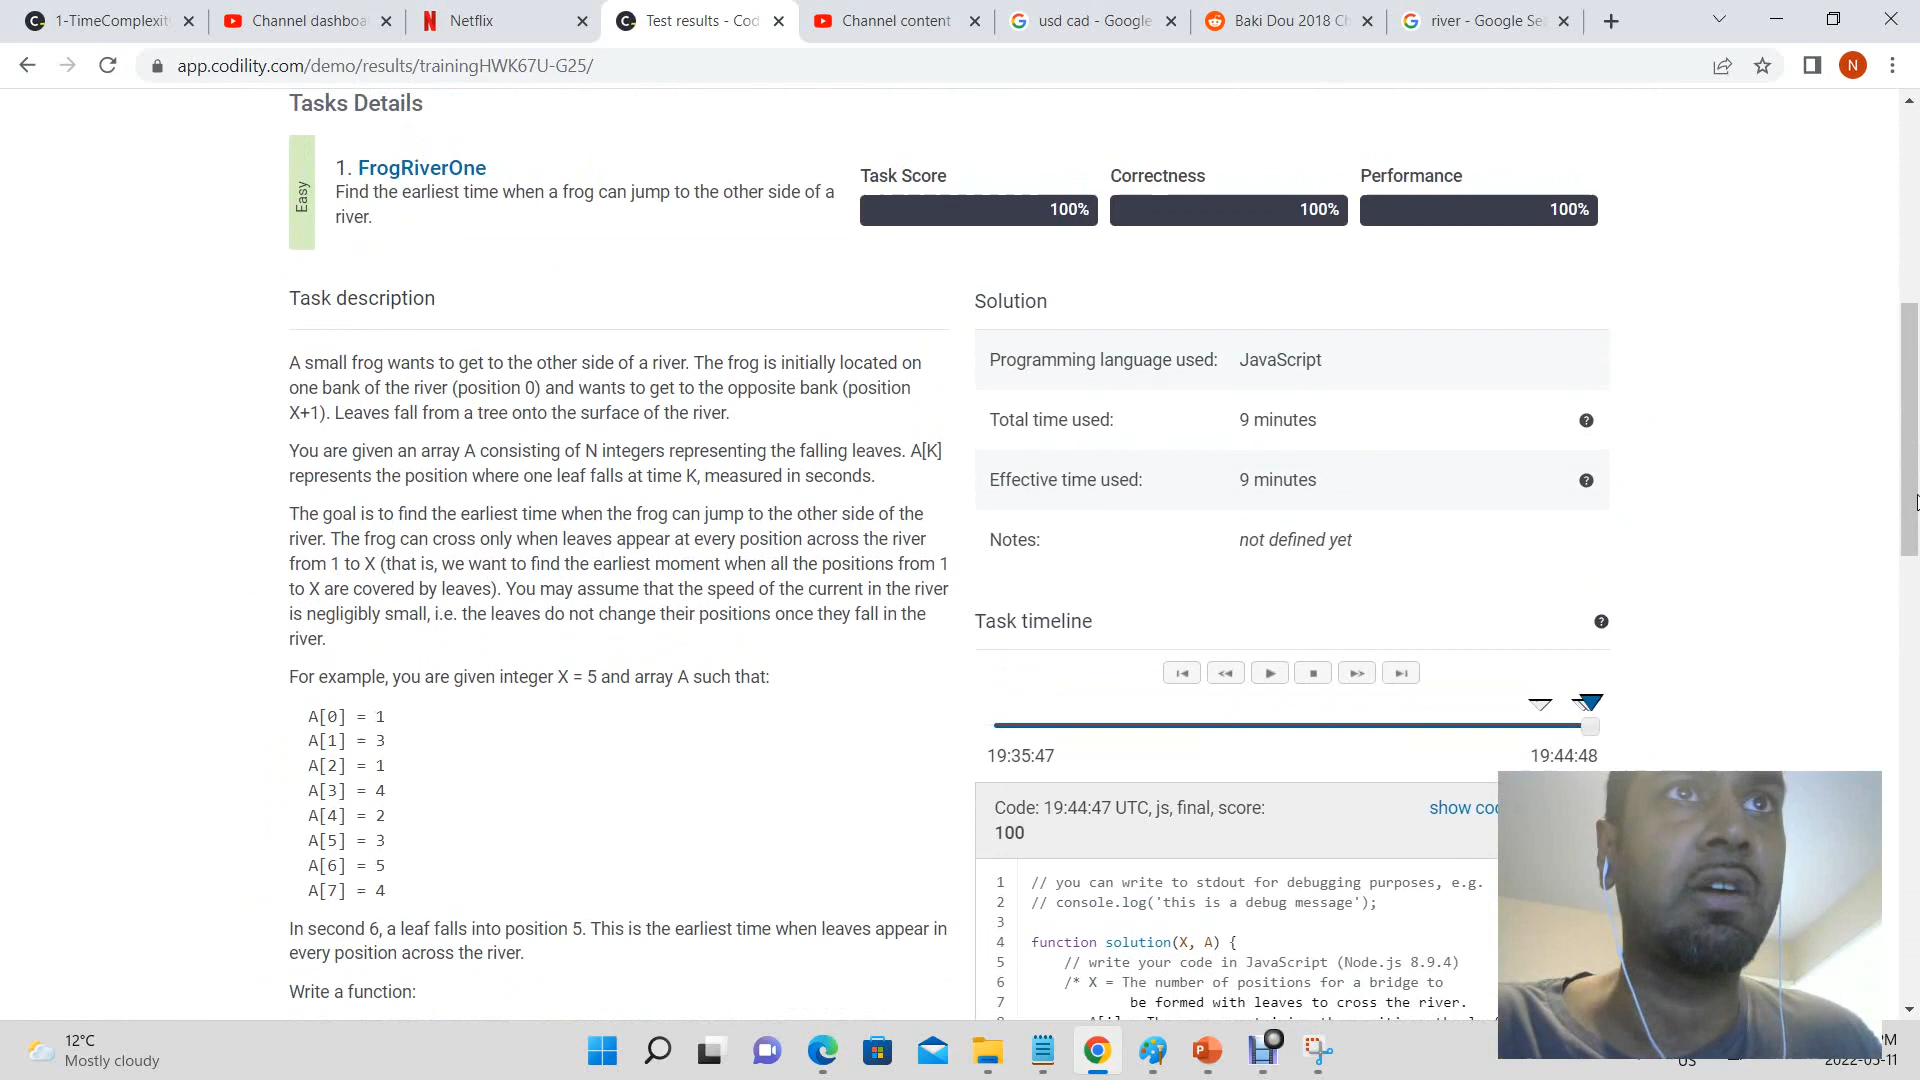 1-TimeComplexit
Channel dashboa
Netflix
Test results - Cod
Channel content
usd cad - Google
Baki Dou 2018 Ch
river - Google Sea
app.codility.com/demo/results/trainingHWK67U-G25/
N
Tasks Details
Easy
1. FrogRiverOne
Find the earliest time when a frog can jump to the other side of a
river.
Task Score
Correctness
Performance
100%
100%
100%
Task description
A small frog wants to get to the other side of a river. The frog is initially located on
one bank of the river (position 0) and wants to get to the opposite bank (position
X+1). Leaves fall from a tree onto the surface of the river.
You are given an array A consisting of N integers representing the falling leaves. A[K]
represents the position where one leaf falls at time K, measured in seconds.
The goal is to find the earliest time when the frog can jump to the other side of the
river. The frog can cross only when leaves appear at every position across the river
from 1 to X (that is, we want to find the earliest moment when all the positions from 1
to X are covered by leaves). You may assume that the speed of the current in the river
is negligibly small, i.e. the leaves do not change their positions once they fall in the
river.
For example, you are given integer X = 5 and array A such that:
A[0] = 1
A[1] = 3
A[2] = 1
A[3] = 4
A[4] = 2
A[5] = 3
A[6] = 5
A[7] = 4
In second 6, a leaf falls into position 5. This is the earliest time when leaves appear in
every position across the river.
Write a function:
Solution
Programming language used: JavaScript
Total time used: 9 minutes
Effective time used: 9 minutes
Notes: not defined yet
Task timeline
19:35:47
19:44:48
Code: 19:44:47 UTC, js, final, score:
100
show cod
1 // you can write to stdout for debugging purposes, e.g.
2 // console.log('this is a debug message');
3
4 function solution(X, A) {
5 // write your code in JavaScript (Node.js 8.9.4)
6 /* X = The number of positions for a bridge to
7 be formed with leaves to cross the river.
12°C
Mostly cloudy
US
2022-05-11